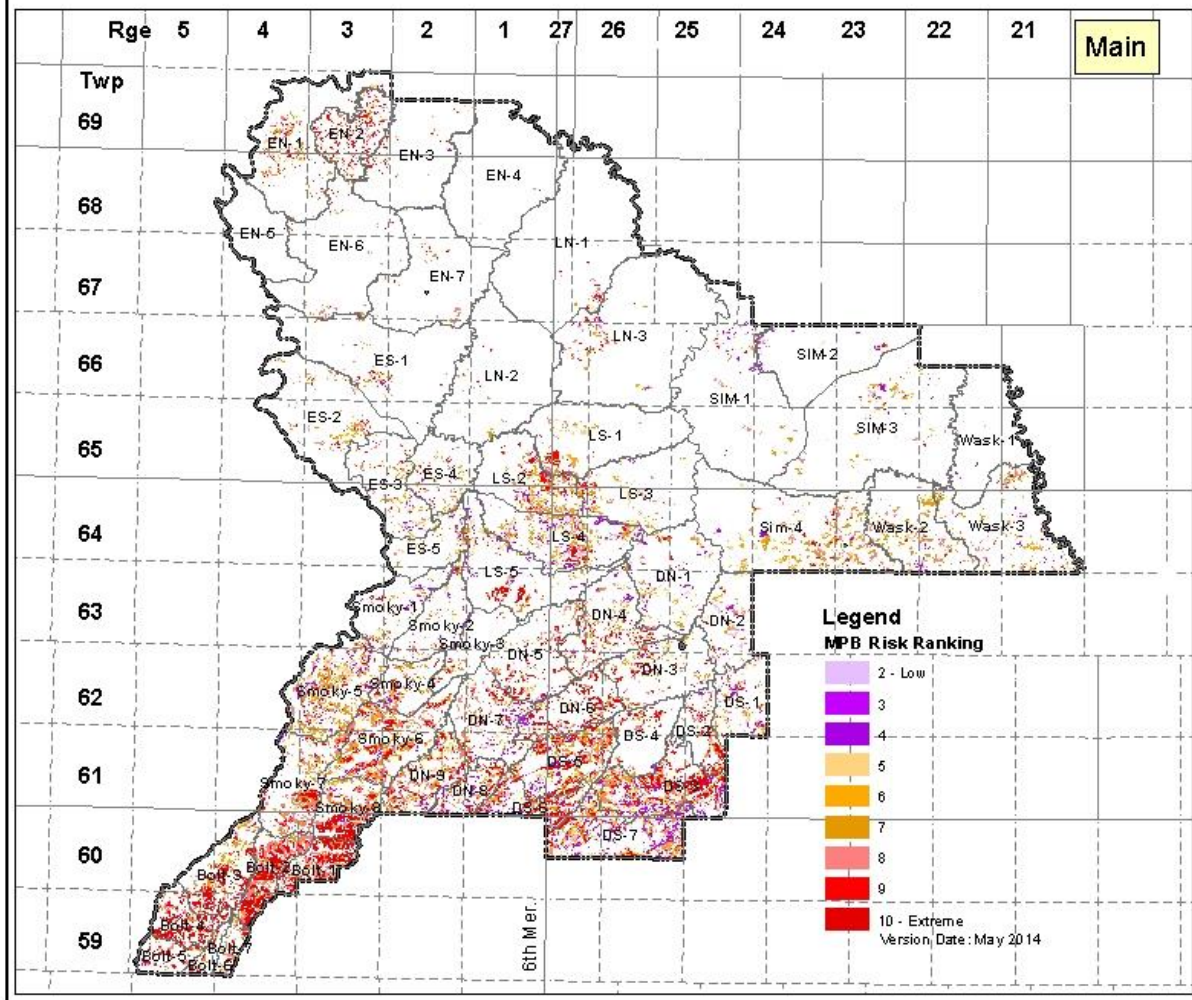 Rge 5 4 3 2 1 27 26 25 24 23 22 21
Main
Twp
69
EN-1
EN-2
EN-3
EN-4
68
EN-5
EN-6
LN-1
EN-7
67
LN-3
66
ES-1
LN-2
SIM-2
SIM-1
ES-2
LS-1
SIM-3
Wask-1
65
ES-4
LS-2
ES-3
LS-3
64
LS-4
Sim-4
Wask-2
Wask-3
ES-5
LS-5
DN-1
63
Smoky-1
Smoky-2
DN-4
DN-2
Smoky-3
DN-5
DN-3
62
Smoky-4
Smoky-5
DN-6
DS-1
DN-7
DS-2
DS-4
Smoky-6
DS-5
61
Smoky-7
DN-9
DN-8
DS-3
Smoky-8
DS-6
DS-7
60
Bolt-2
Bolt-1
Bolt-3
59
Bolt-4
Bolt-7
Bolt-5
Bolt-6
6th Mer.
Legend
MPB Risk Ranking
2 - Low
3
4
5
6
7
8
9
10 - Extreme
Version Date: May 2014